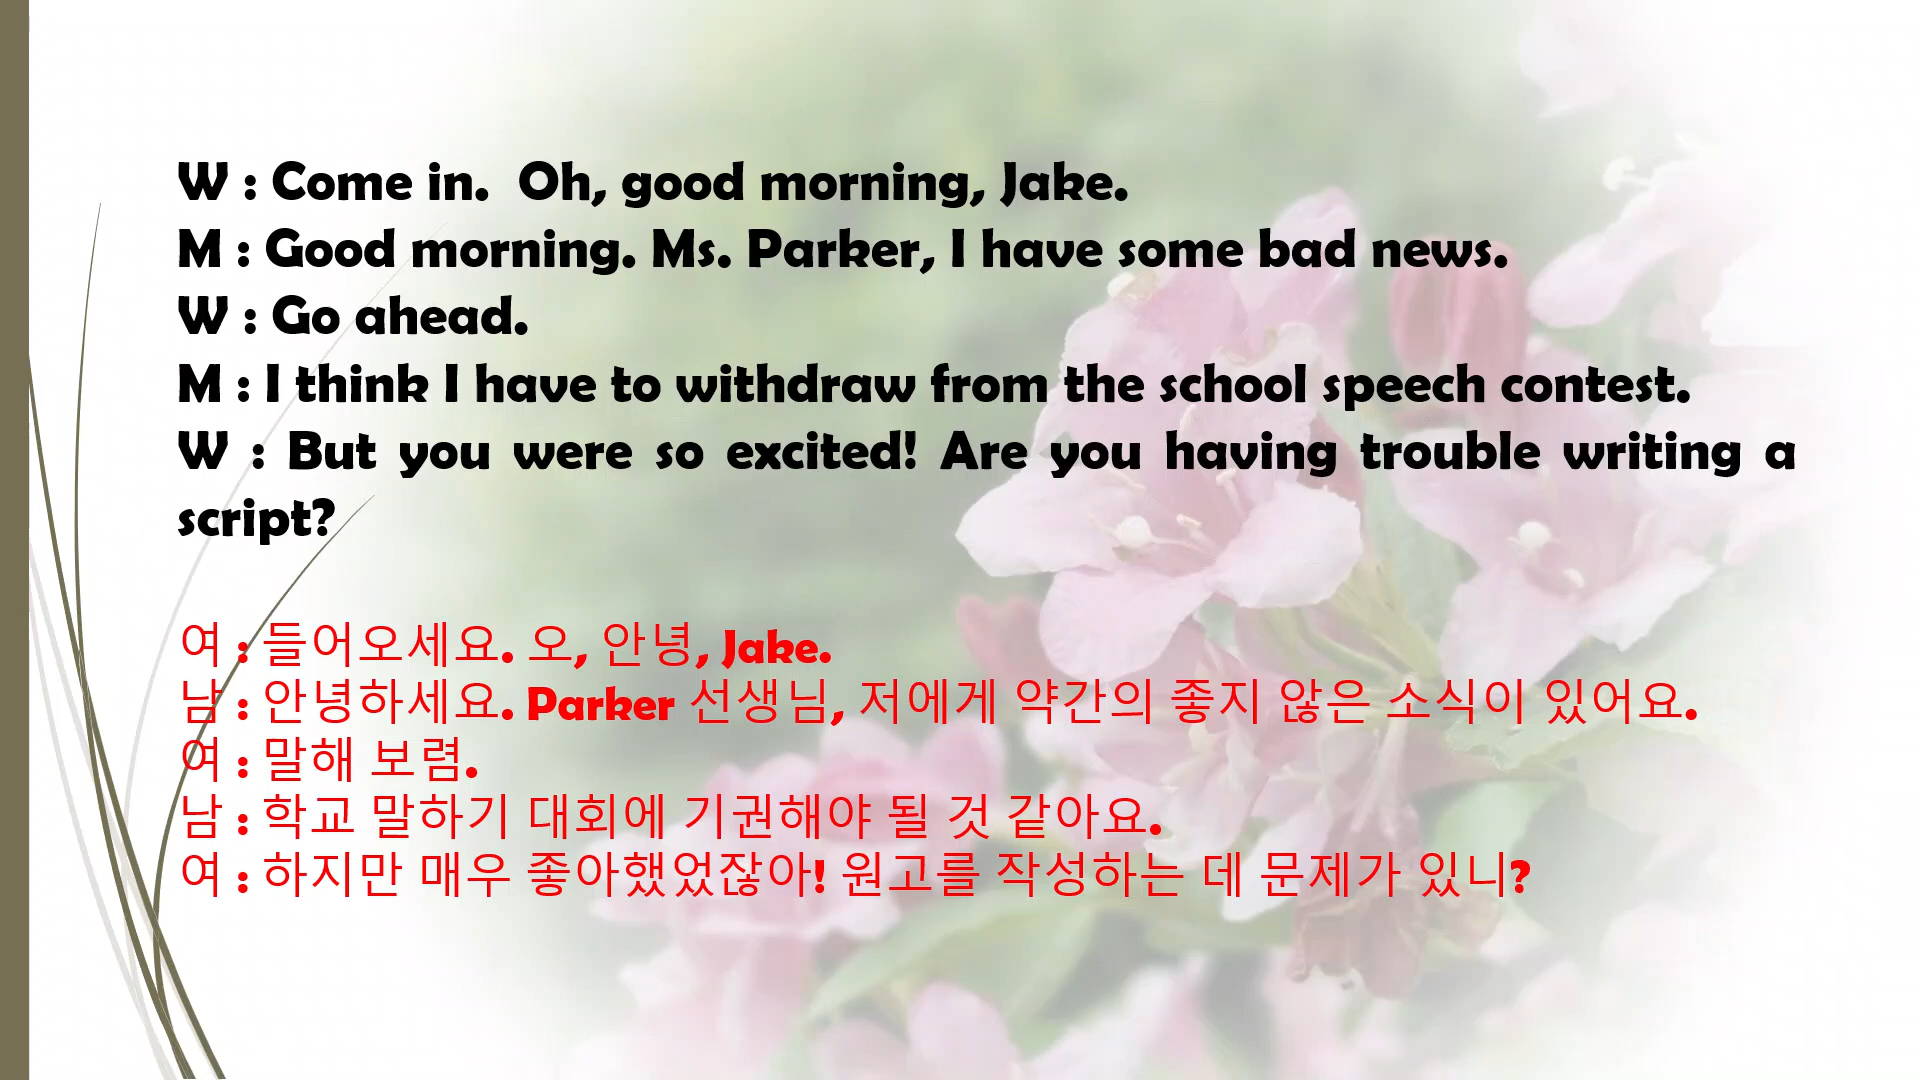 W : Come in.  Oh, good morning, Jake.
M : Good morning. Ms. Parker, I have some bad news.
W : Go ahead.
M : I think I have to withdraw from the school speech contest.
W : But you were so excited! Are you having trouble writing a
script?
여 : 들어오세요. 오, 안녕, Jake.
남 : 안녕하세요. Parker 선생님, 저에게 약간의 좋지 않은 소식이 있어요.
여 : 말해 보렴.
남 : 학교 말하기 대회에 기권해야 될 것 같아요.
여 : 하지만 매우 좋아했었잖아! 원고를 작성하는 데 문제가 있니?